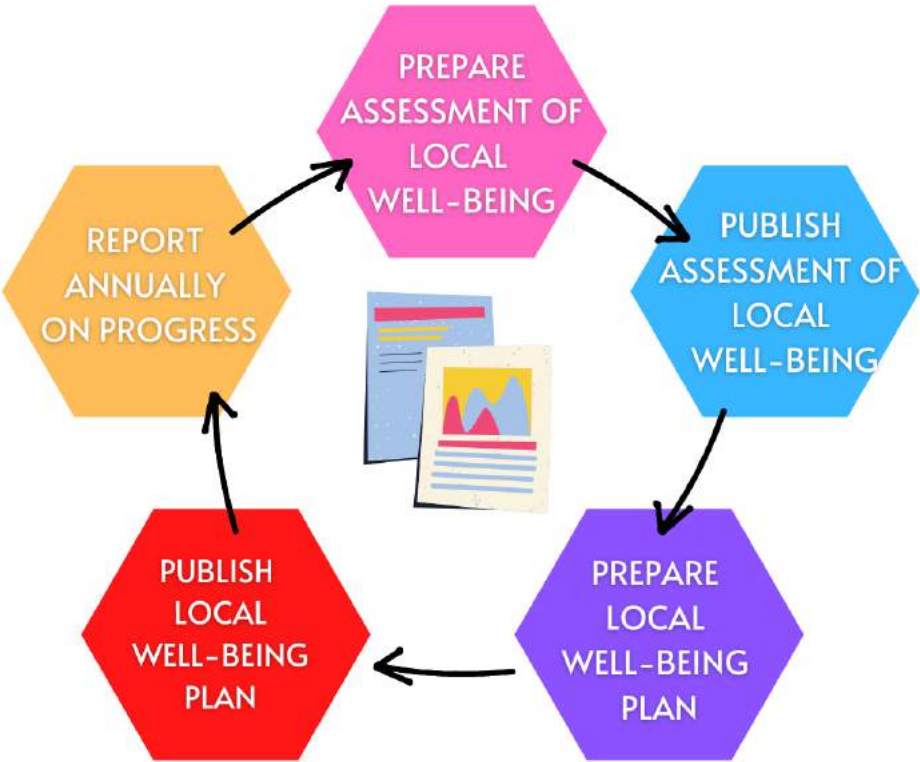 PREPARE
ASSESSMENT OF
LOCAL
WELL-BEING
PUBLISH
ASSESSMENT OF
LOCAL
WELL-BEING
PREPARE
LOCAL
WELL-BEING
PLAN
PUBLISH
LOCAL
WELL-BEING
PLAN
REPORT
ANNUALLY
ON PROGRESS